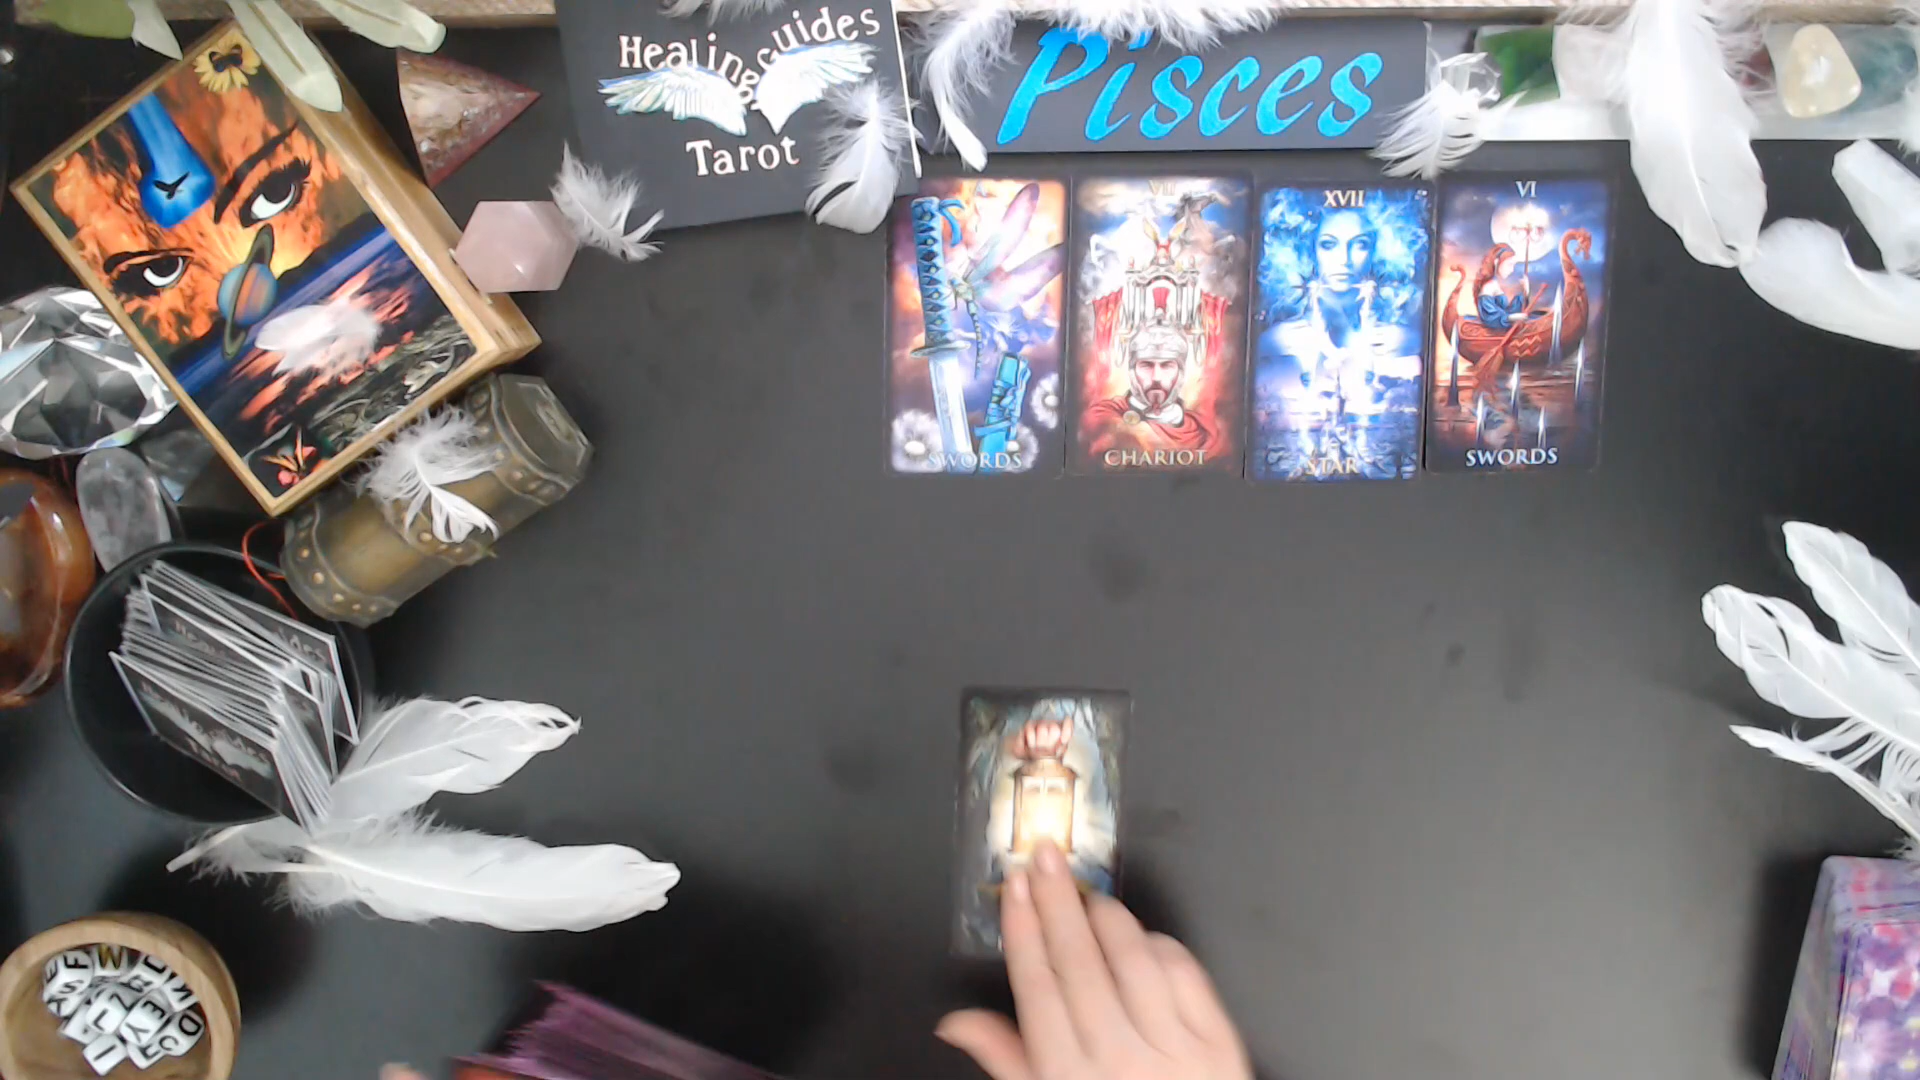 Healing Guides
Tarot
Pisces
VII
XVII
VI
SWORDS
CHARIOT
STAR
SWORDS